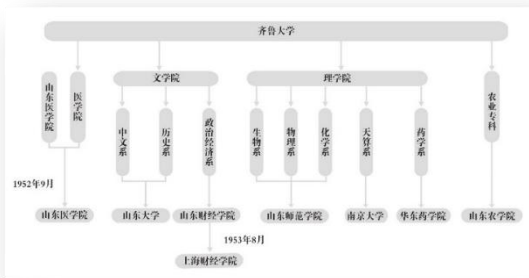 齐鲁大学
文学院
理学院
山东医学院
医学院
中文系
历史系
政治经济系
生物系
物理系
化学系
天算系
药学系
农业专科
1952年9月
山东医学院
山东大学
山东财经学院
山东师范学院
南京大学
华东药学院
山东农学院
1953年8月
上海财经学院